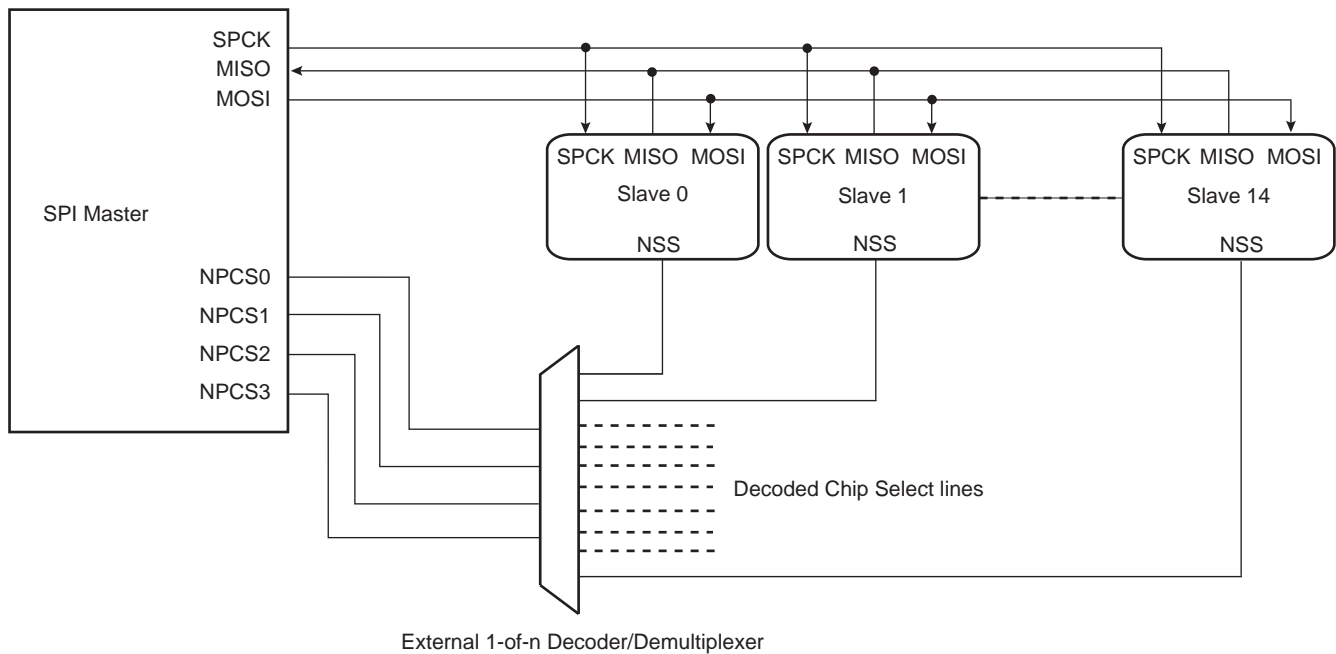 SPCK
MISO
MOSI
SPI Master
NPCS0
NPCS1
NPCS2
NPCS3
SPCK MISO MOSI
Slave 0
NSS
SPCK MISO MOSI
Slave 1
NSS
SPCK MISO MOSI
Slave 14
NSS
Decoded Chip Select lines
External 1-of-n Decoder/Demultiplexer